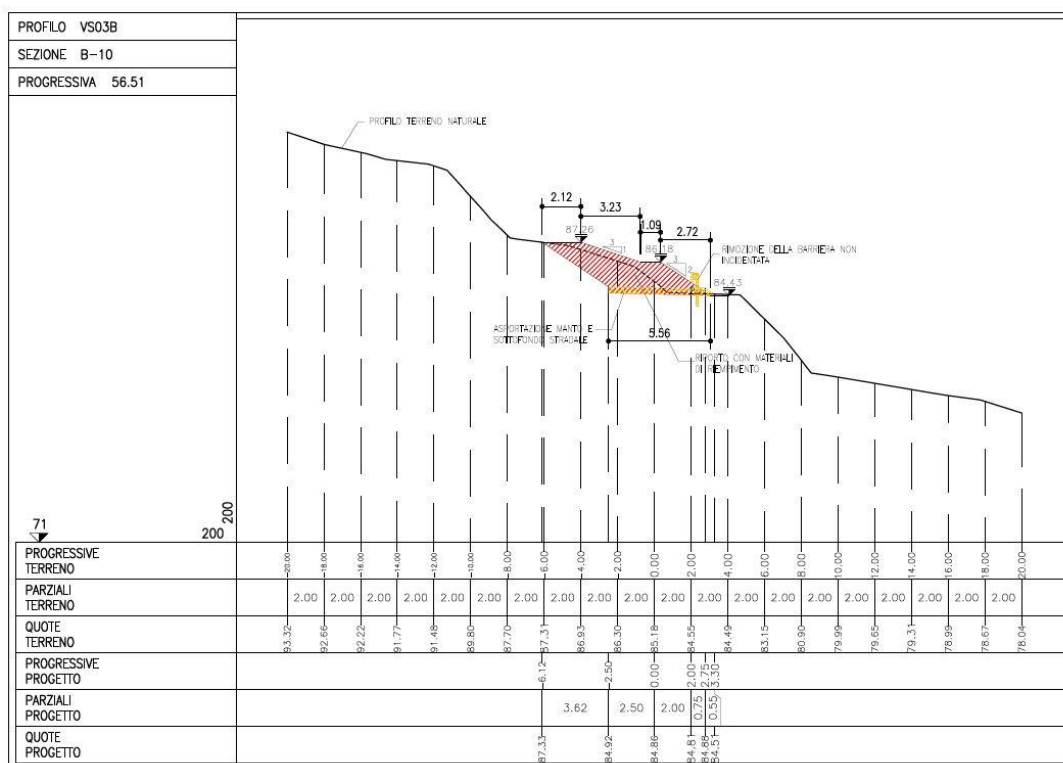 PROFILO VS03B
SEZIONE B-10
PROGRESSIVA 56.51
PROFILO TERRENO NATURALE
2.12
3.23
1.09
2.72
87.26
3
1
86.18
3
2
84.43
RIMOZIONE DELLA BARRIERA NON
INCIDENTATA
ASPORTAZIONE MANTO E
SOTTOFONDO STRADALE
5.56
RIPORTO CON MATERIALI
DI RIEMPIMENTO
71
200
200
PROGRESSIVE
TERRENO
-20.00 -18.00 -16.00 -14.00 -12.00 -10.00 -8.00 -6.00 -4.00 -2.00 0.00 2.00 4.00 6.00 8.00 10.00 12.00 14.00 16.00 18.00 20.00
PARZIALI
TERRENO
2.00 2.00 2.00 2.00 2.00 2.00 2.00 2.00 2.00 2.00 2.00 2.00 2.00 2.00 2.00 2.00 2.00 2.00 2.00 2.00
QUOTE
TERRENO
93.32 92.66 92.22 91.77 91.48 89.80 87.70 87.31 86.93 86.30 85.18 84.55 84.49 83.15 80.90 79.99 79.65 79.31 78.99 78.67 78.04
PROGRESSIVE
PROGETTO
-6.12 -2.50 0.00 2.00 2.75 3.30
PARZIALI
PROGETTO
3.62 2.50 2.00 0.75 0.55
QUOTE
PROGETTO
87.33 84.92 84.86 84.81 84.88 84.51